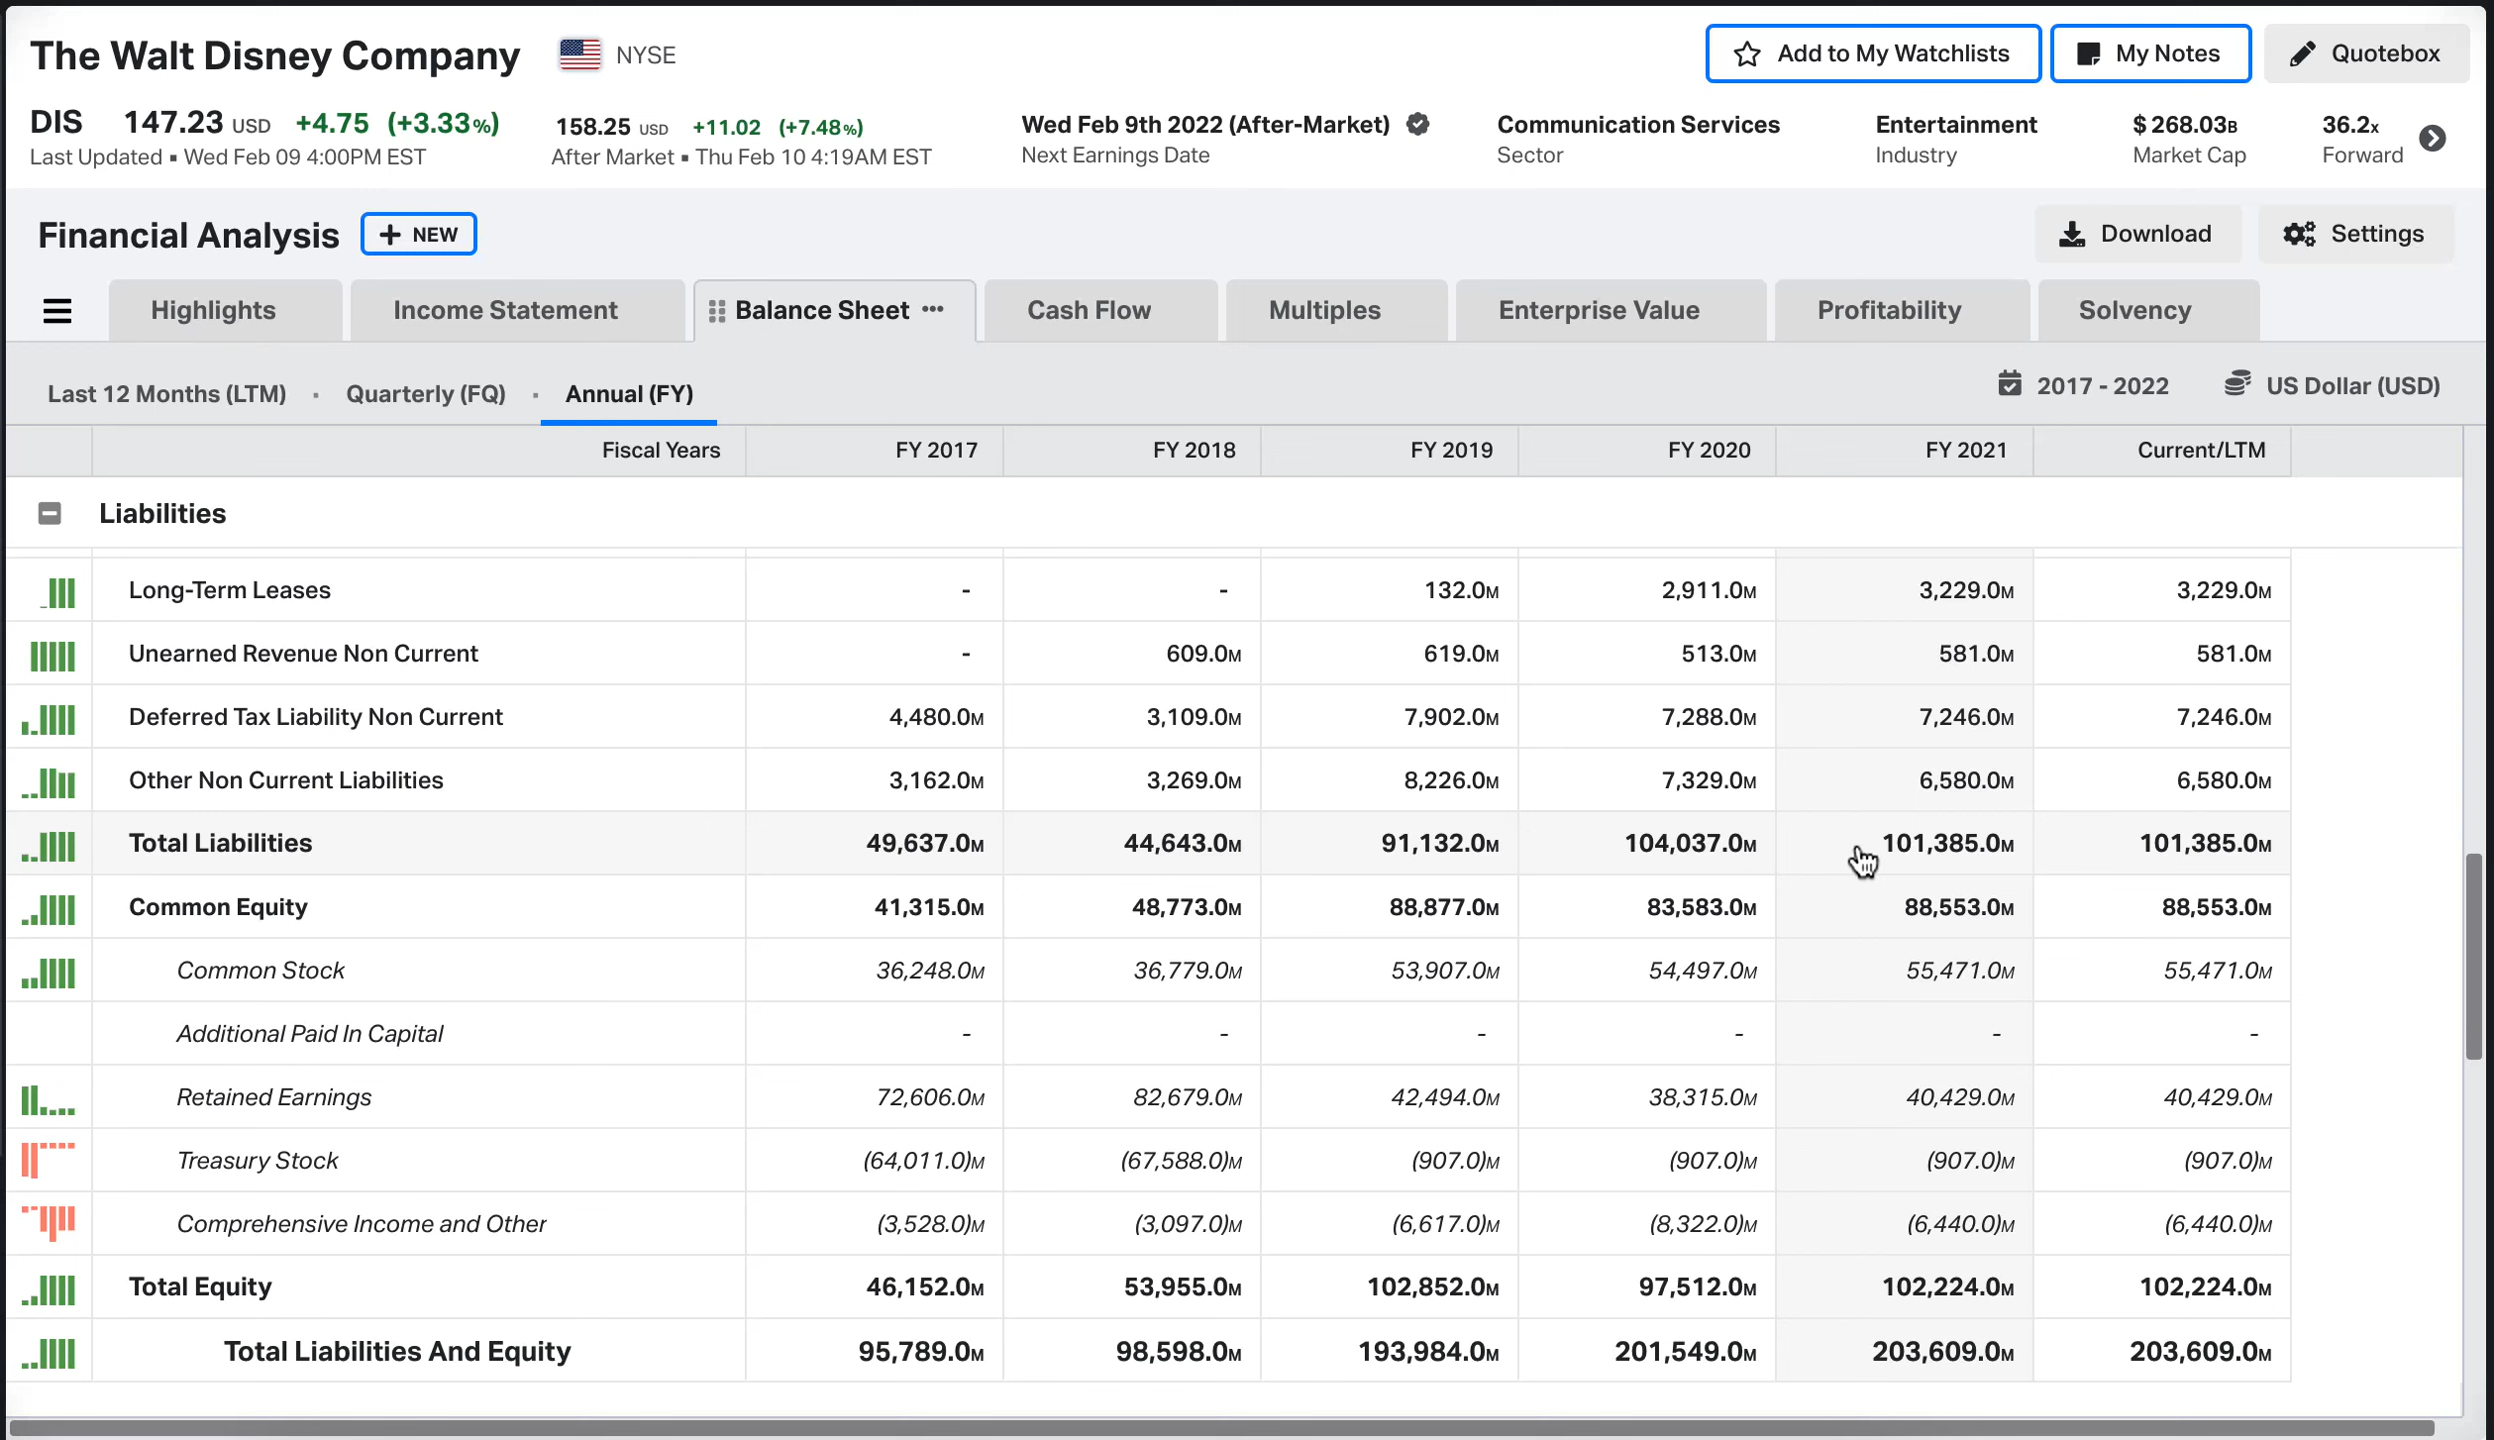 The Walt Disney Company NYSE Add to My Watchlists My Notes Quotebox
DIS 147.23 USD +4.75 (+3.33%) 158.25 USD +11.02 (+7.48%) Wed Feb 9th 2022 (After-Market) Communication Services Entertainment $268.03B 36.2x
Last Updated ▪ Wed Feb 09 4:00PM EST After Market ▪ Thu Feb 10 4:19AM EST Next Earnings Date Sector Industry Market Cap Forward
Financial Analysis + NEW Download Settings
Highlights Income Statement Balance Sheet ··· Cash Flow Multiples Enterprise Value Profitability Solvency
Last 12 Months (LTM) · Quarterly (FQ) · Annual (FY) 2017 - 2022 US Dollar (USD)
Fiscal Years FY 2017 FY 2018 FY 2019 FY 2020 FY 2021 Current/LTM
Liabilities
Long-Term Leases - - 132.0M 2,911.0M 3,229.0M 3,229.0M
Unearned Revenue Non Current - 609.0M 619.0M 513.0M 581.0M 581.0M
Deferred Tax Liability Non Current 4,480.0M 3,109.0M 7,902.0M 7,288.0M 7,246.0M 7,246.0M
Other Non Current Liabilities 3,162.0M 3,269.0M 8,226.0M 7,329.0M 6,580.0M 6,580.0M
Total Liabilities 49,637.0M 44,643.0M 91,132.0M 104,037.0M 101,385.0M 101,385.0M
Common Equity 41,315.0M 48,773.0M 88,877.0M 83,583.0M 88,553.0M 88,553.0M
Common Stock 36,248.0M 36,779.0M 53,907.0M 54,497.0M 55,471.0M 55,471.0M
Additional Paid In Capital - - - - - -
Retained Earnings 72,606.0M 82,679.0M 42,494.0M 38,315.0M 40,429.0M 40,429.0M
Treasury Stock (64,011.0)M (67,588.0)M (907.0)M (907.0)M (907.0)M (907.0)M
Comprehensive Income and Other (3,528.0)M (3,097.0)M (6,617.0)M (8,322.0)M (6,440.0)M (6,440.0)M
Total Equity 46,152.0M 53,955.0M 102,852.0M 97,512.0M 102,224.0M 102,224.0M
Total Liabilities And Equity 95,789.0M 98,598.0M 193,984.0M 201,549.0M 203,609.0M 203,609.0M